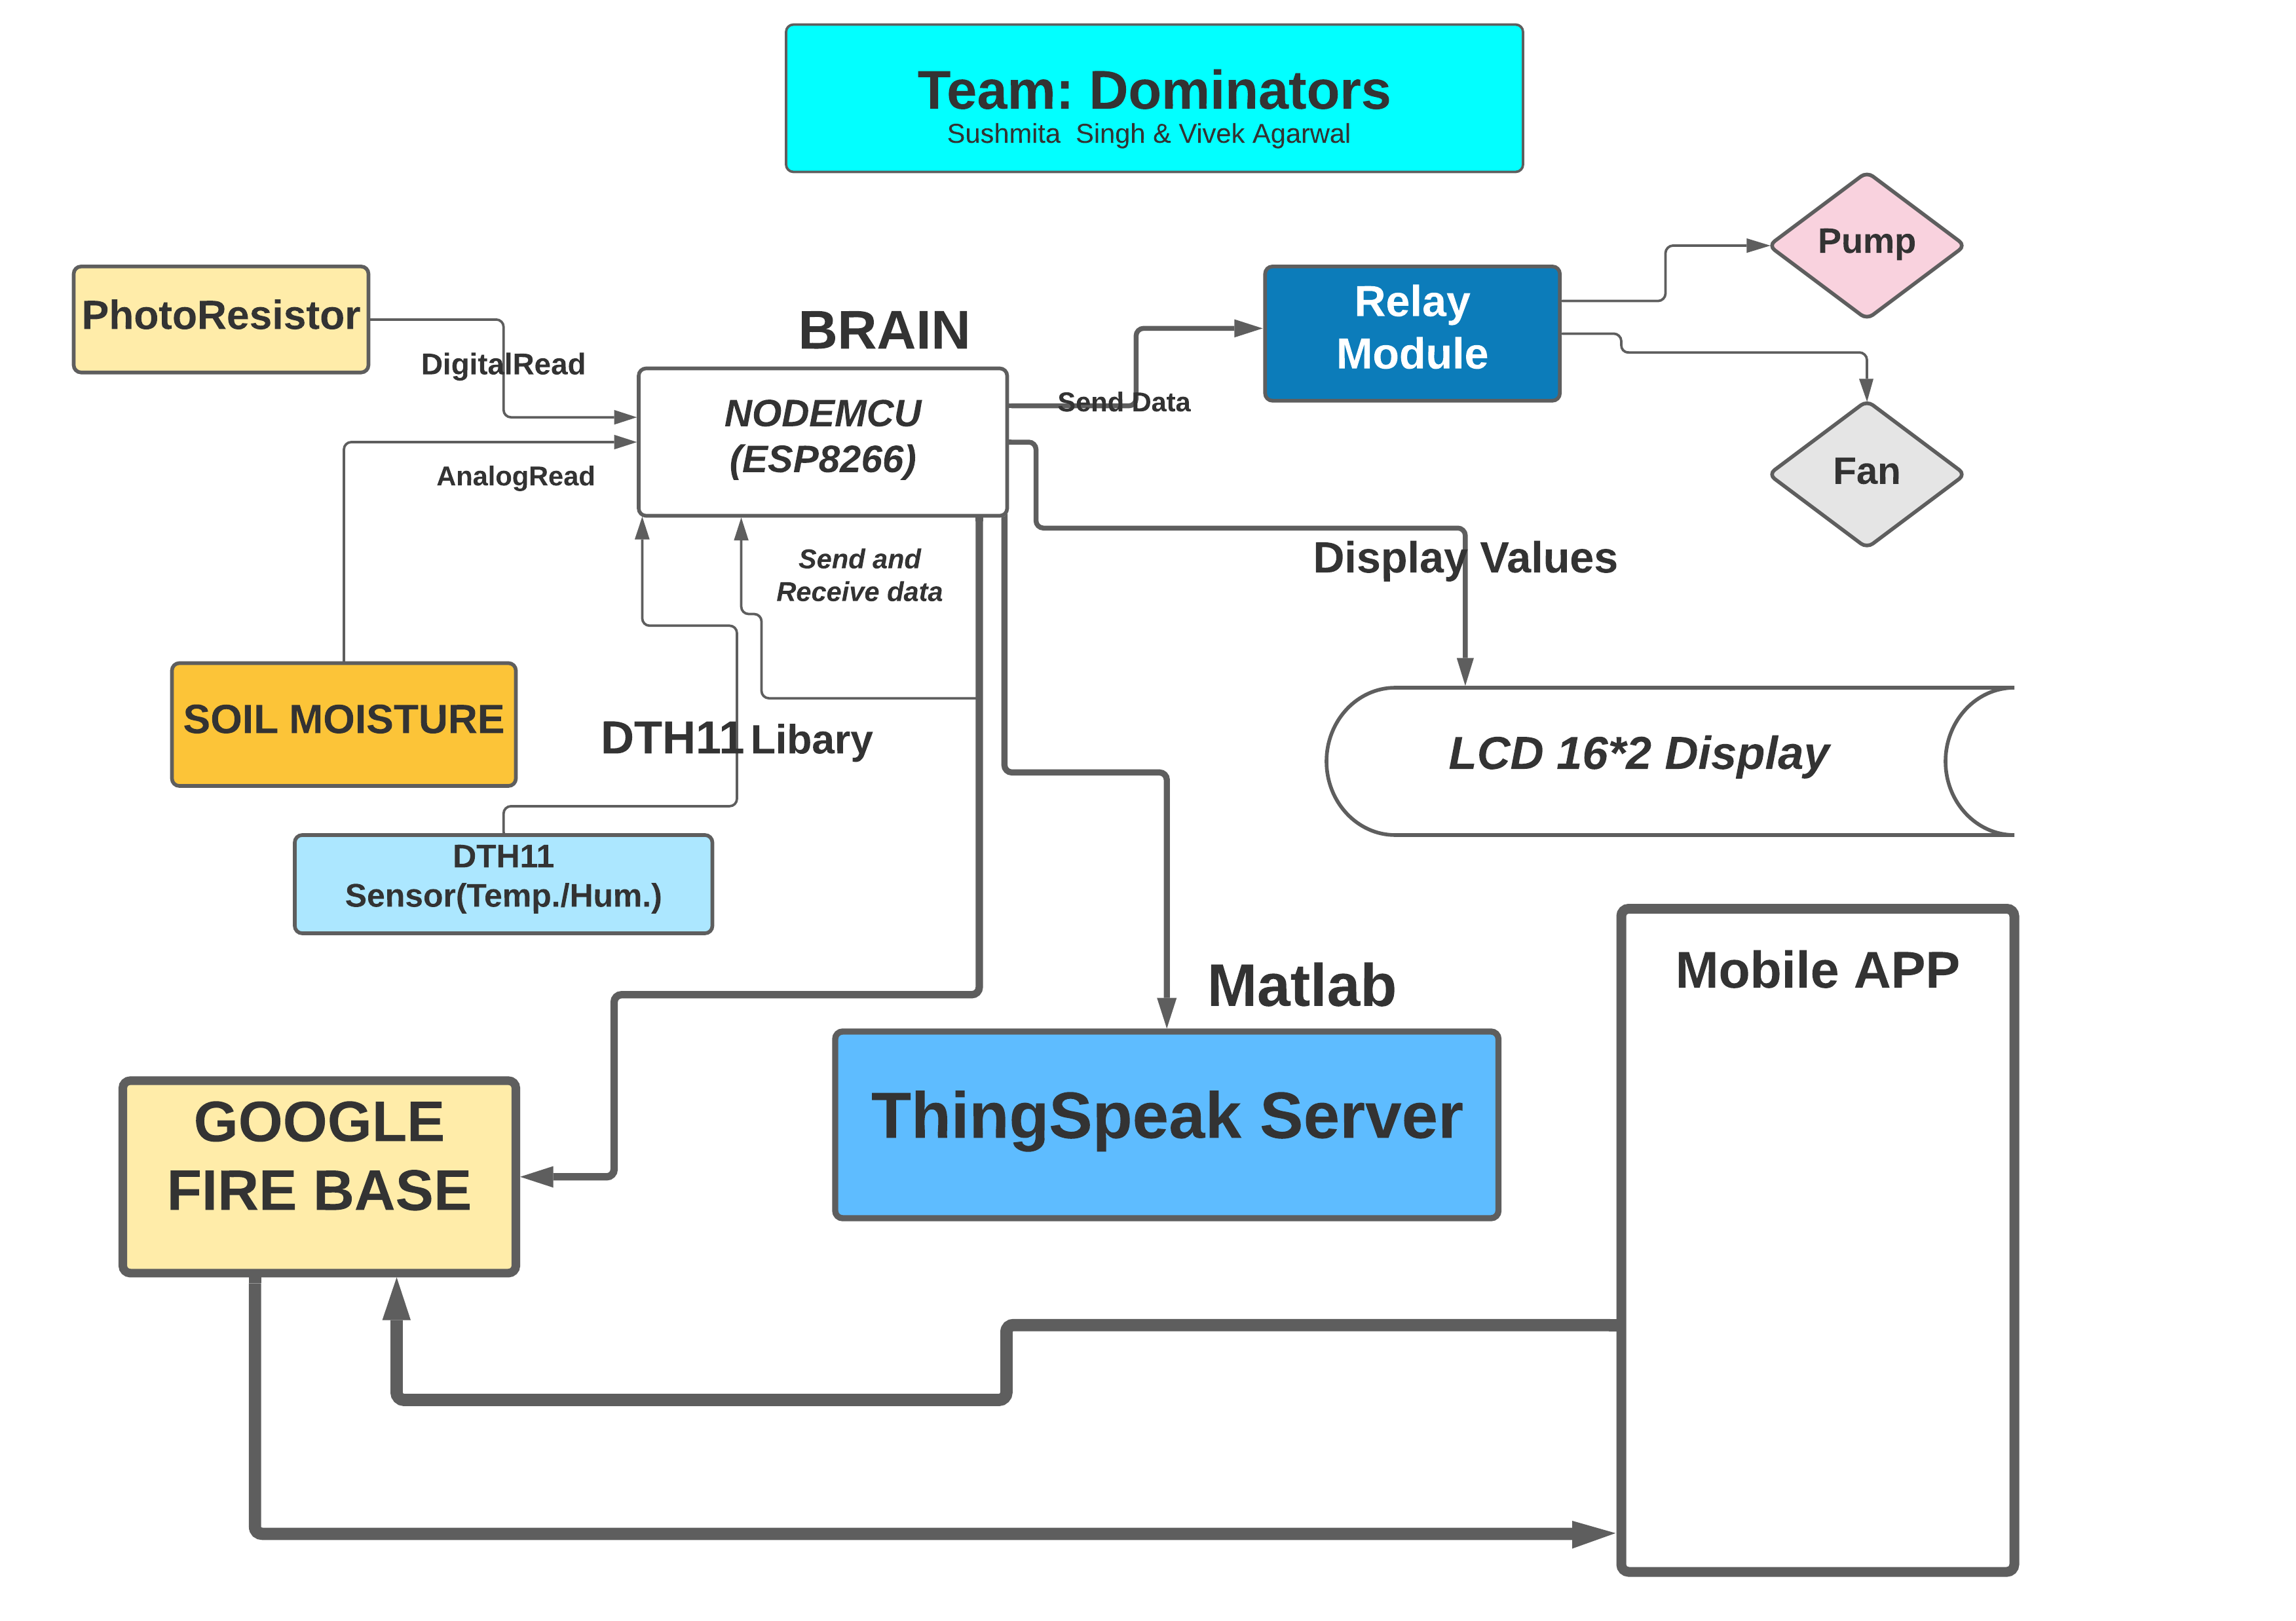 Team: Dominators
Sushmita  Singh & Vivek Agarwal
Pump
PhotoResistor
Relay
Module
BRAIN
DigitalRead
NODEMCU
(ESP8266)
Send Data
AnalogRead
Fan
Send and
Receive data
Display Values
SOIL MOISTURE
DTH11 Libary
LCD 16*2 Display
DTH11
Sensor(Temp./Hum.)
Matlab
Mobile APP
ThingSpeak Server
GOOGLE
FIRE BASE